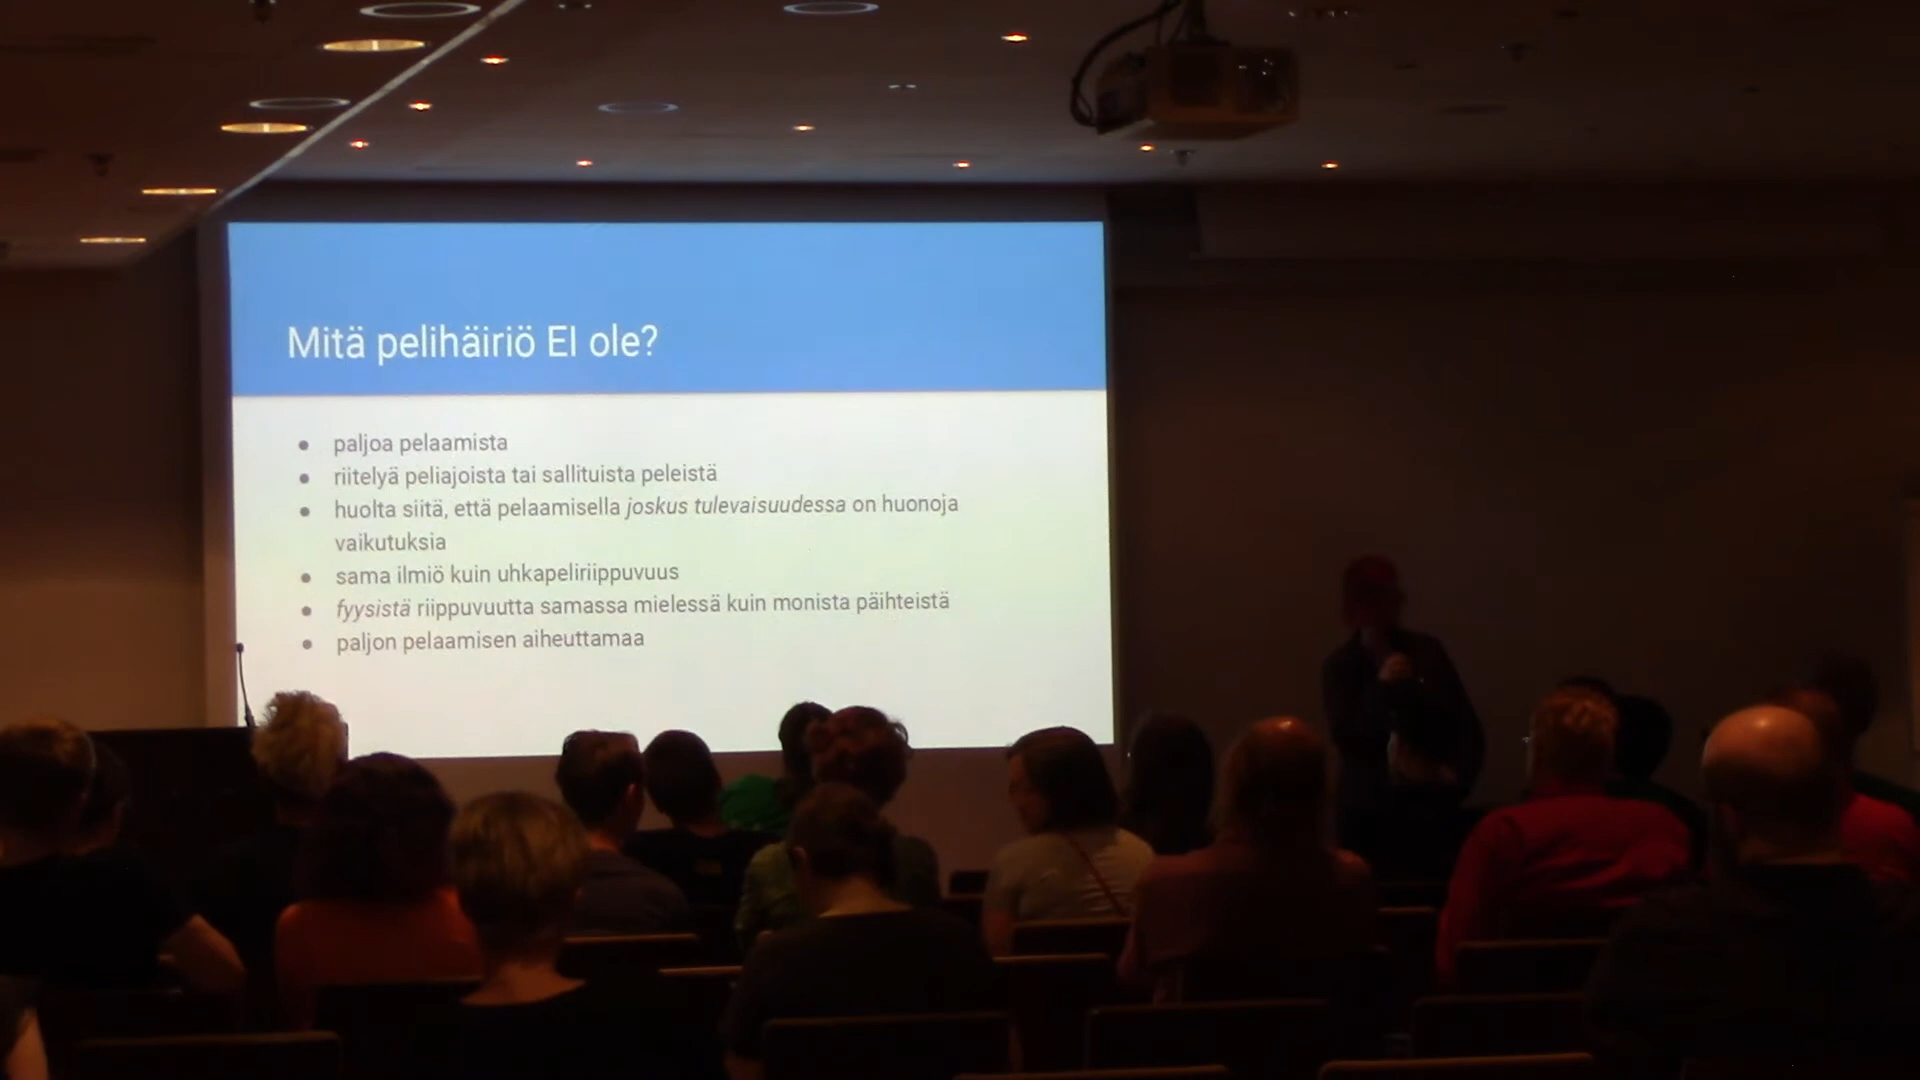 Mitä pelihäiriö EI ole?
● paljoa pelaamista
● riitelyä peliajoista tai sallituista peleistä
● huolta siitä, että pelaamisella joskus tulevaisuudessa on huonoja
vaikutuksia
● sama ilmiö kuin uhkapeliriippuvuus
● fyysistä riippuvuutta samassa mielessä kuin monista päihteistä
● paljon pelaamisen aiheuttamaa